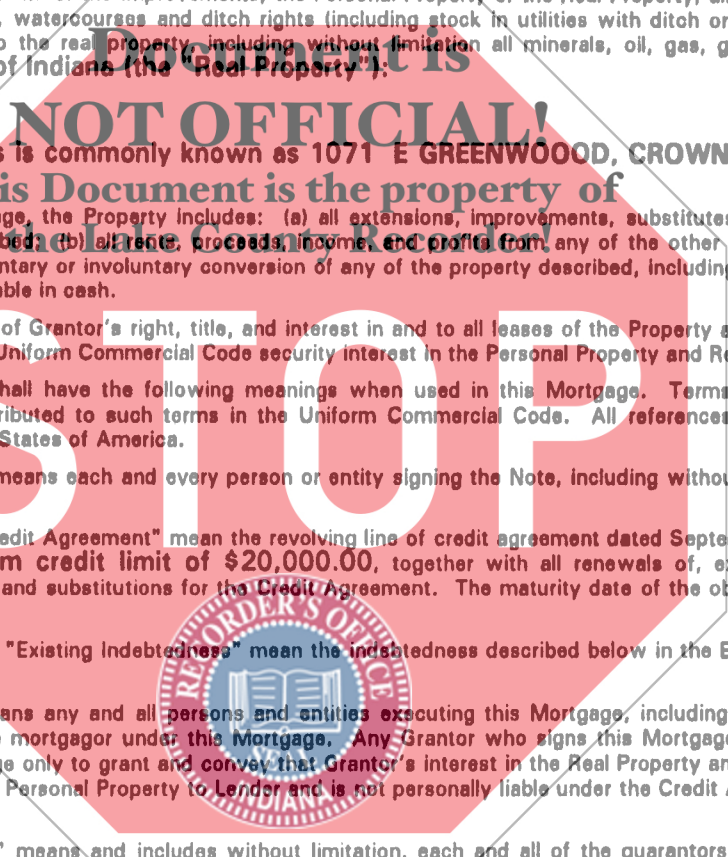 , watercourses and ditch rights (including stock in utilities with ditch or
o the real property, including without limitation all minerals, oil, gas, g
of Indiana (the "Real Property"):
Document is
NOT OFFICIAL!
s is commonly known as 1071 E GREENWOOOD, CROWN
is Document is the property of
the Lake County Recorder!
ge, the Property includes: (a) all extensions, improvements, substitutes
bed; (b) all rents, proceeds, income, and profits from any of the other
ntary or involuntary conversion of any of the property described, including
ble in cash.
of Grantor's right, title, and interest in and to all leases of the Property a
Uniform Commercial Code security interest in the Personal Property and Re
STOP
hall have the following meanings when used in this Mortgage. Terms
ributed to such terms in the Uniform Commercial Code. All references
States of America.
means each and every person or entity signing the Note, including withou
edit Agreement" mean the revolving line of credit agreement dated Septe
m credit limit of $20,000.00, together with all renewals of, e
and substitutions for the Credit Agreement. The maturity date of the ob
"Existing Indebtedness" mean the indebtedness described below in the E
RECORDER'S OFFICE
SEAL
INDIANA
ans any and all persons and entities executing this Mortgage, including
e mortgagor under this Mortgage. Any Grantor who signs this Mortgage
ge only to grant and convey that Grantor's interest in the Real Property an
Personal Property to Lender and is not personally liable under the Credit A
" means and includes without limitation, each and all of the guarantors